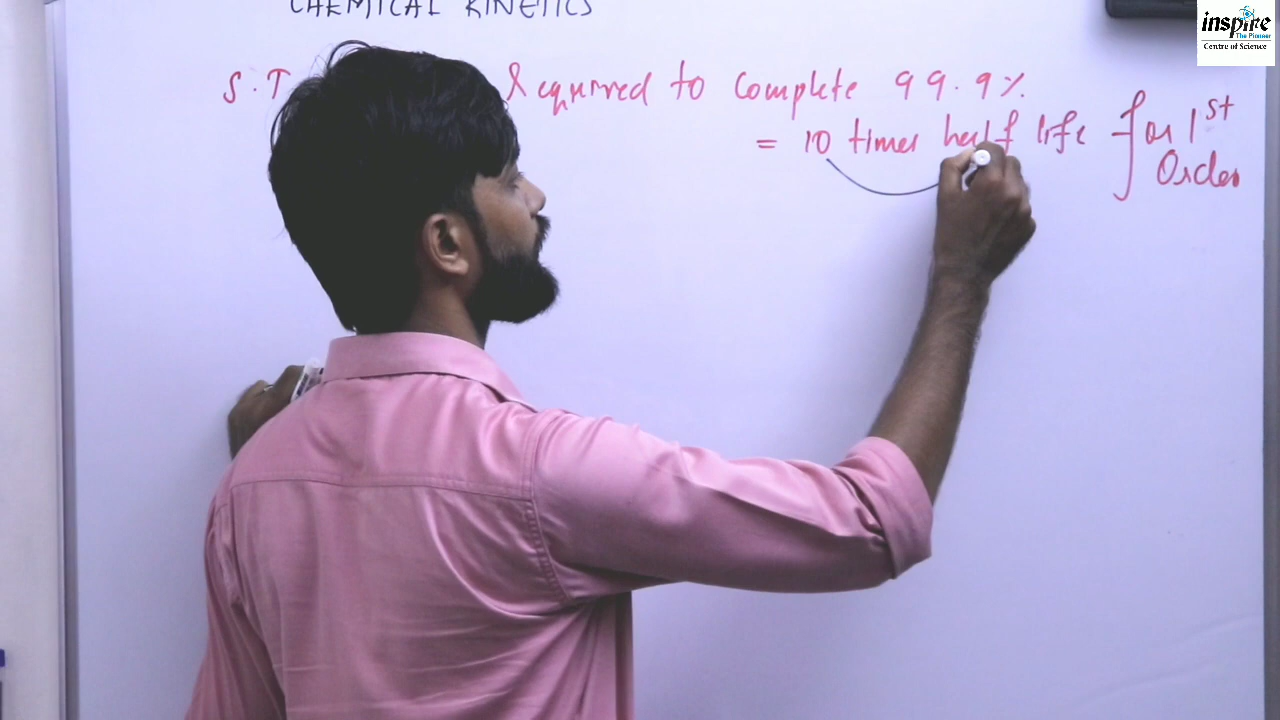 CHEMICAL KINETICS
S.T Required to complete 99.9%
= 10 times half life for 1st Order
inspire
The Pioneer
Centre of Science